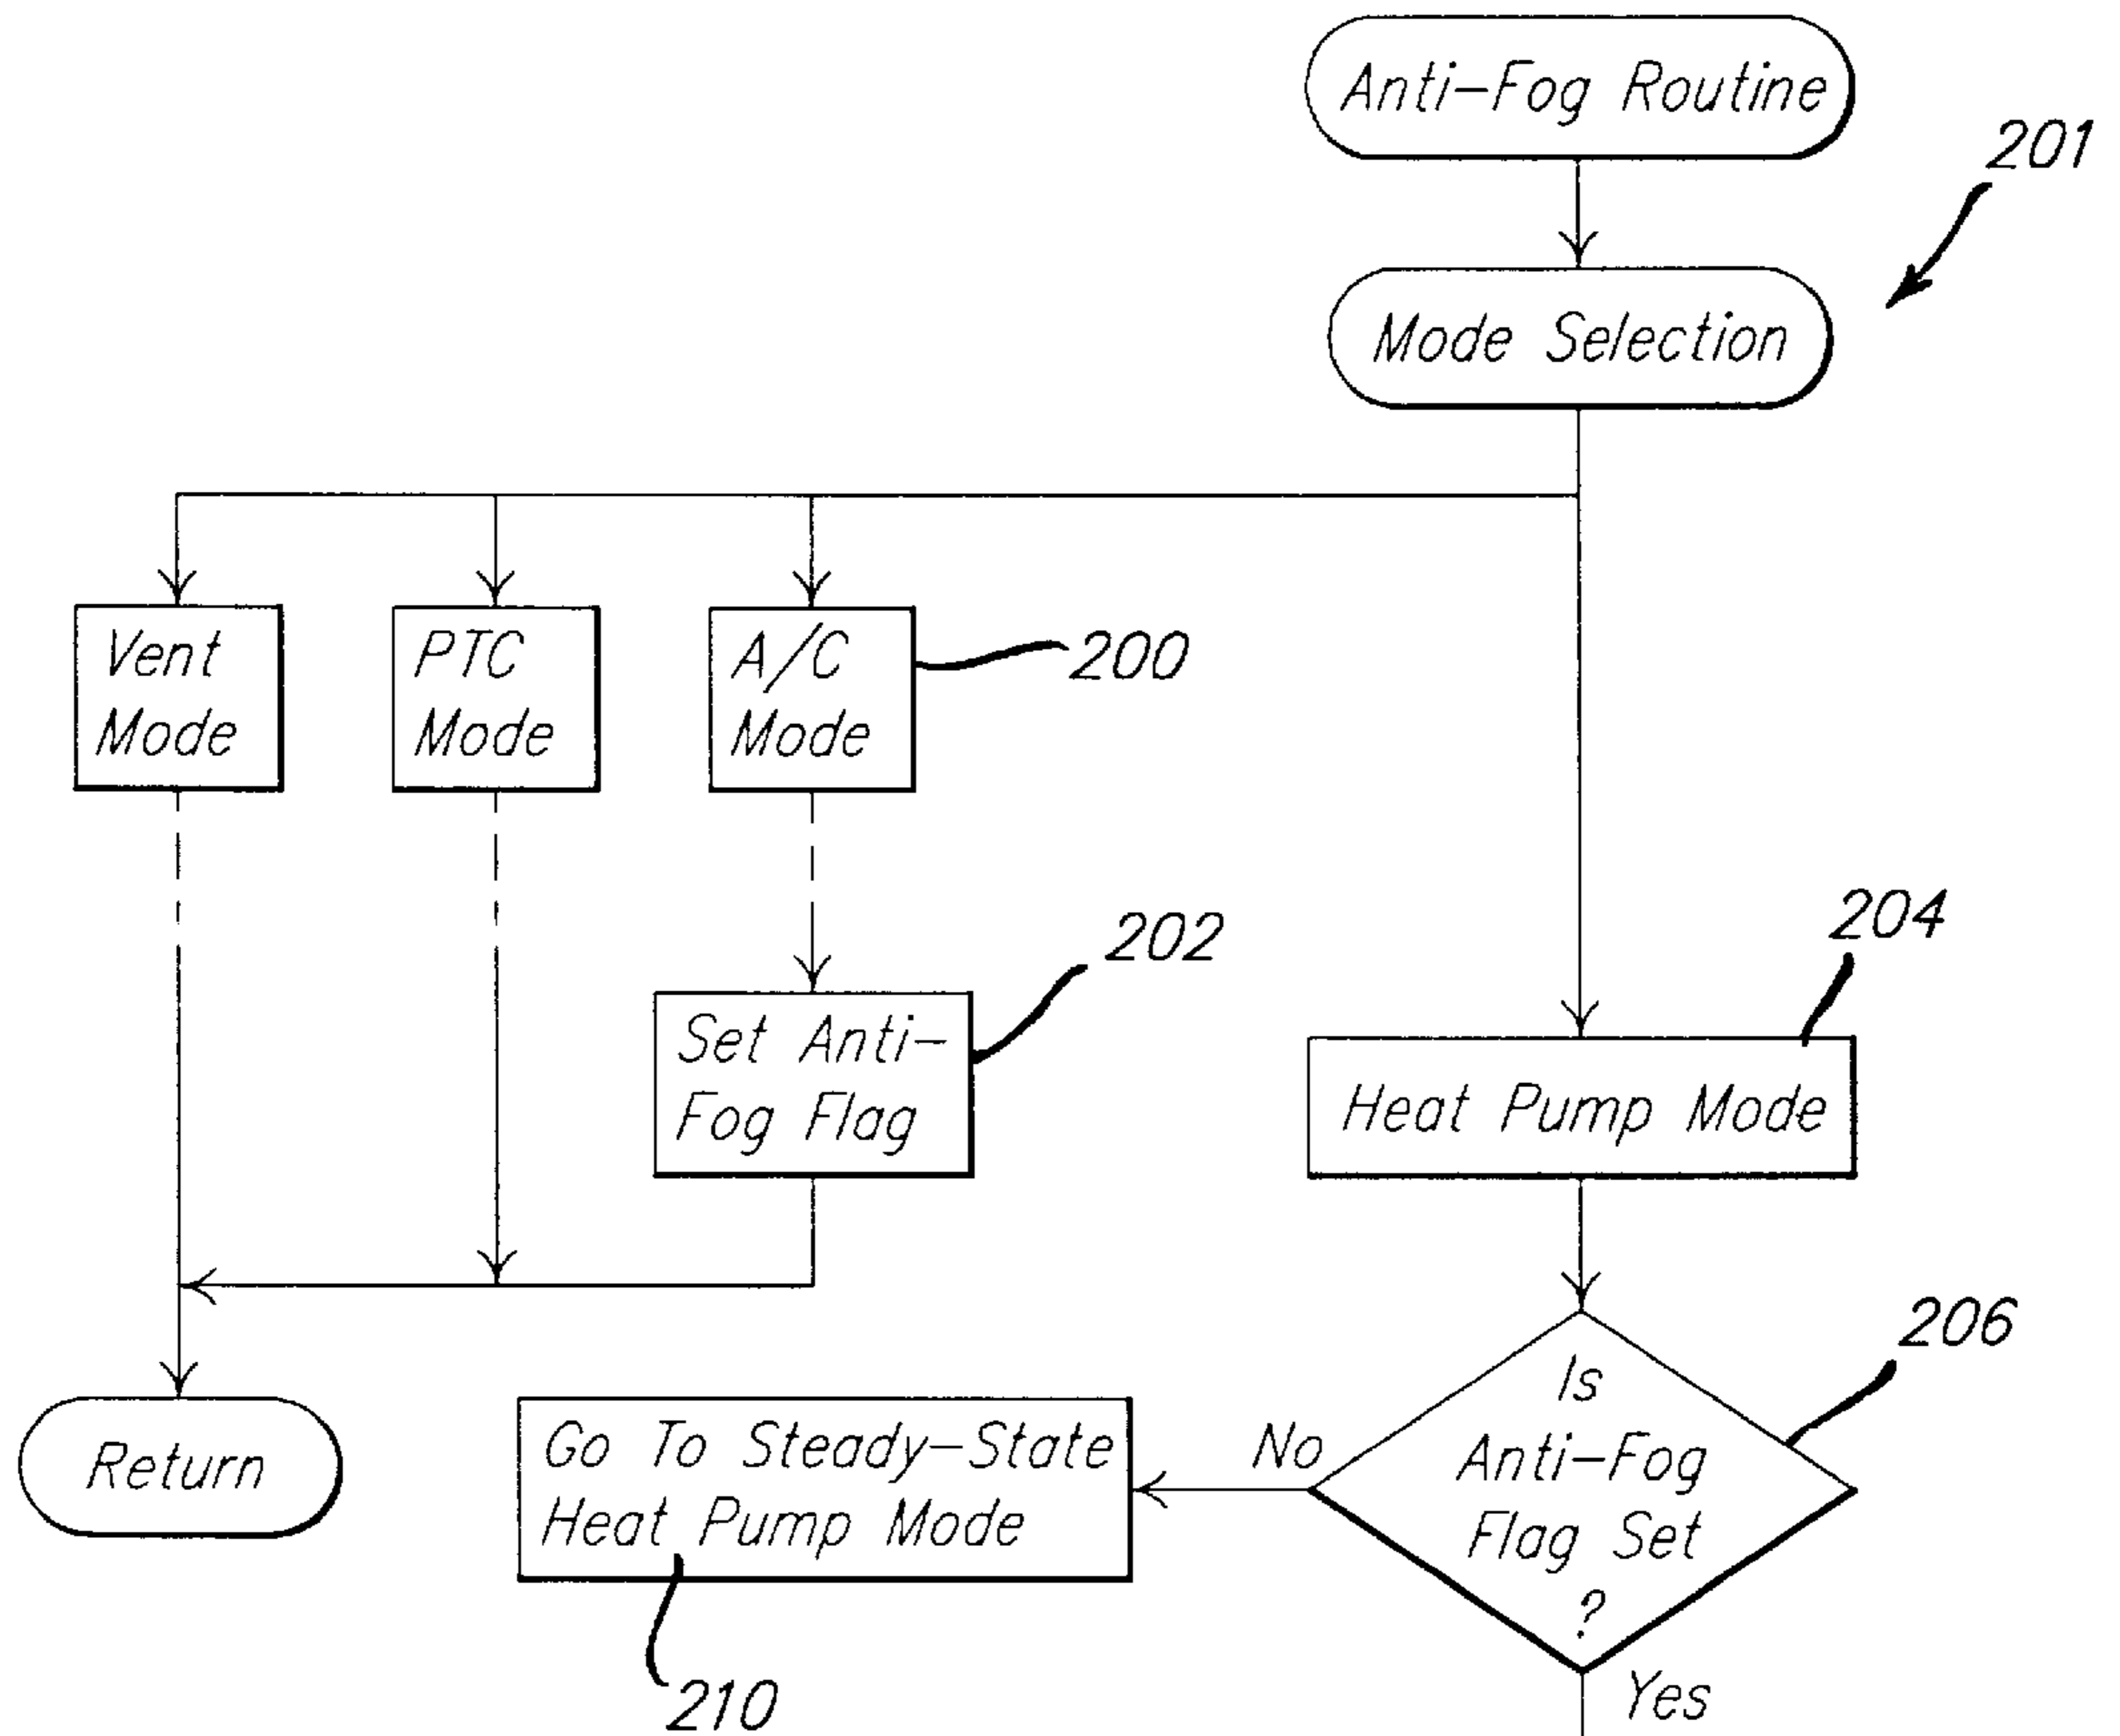 Anti-Fog Routine
201
Mode Selection
Vent
Mode
PTC
Mode
A/C
Mode
200
202
Set Anti-
Fog Flag
204
Heat Pump Mode
206
Is
Anti-Fog
Flag Set
?
No
Yes
Go To Steady-State
Heat Pump Mode
210
Return